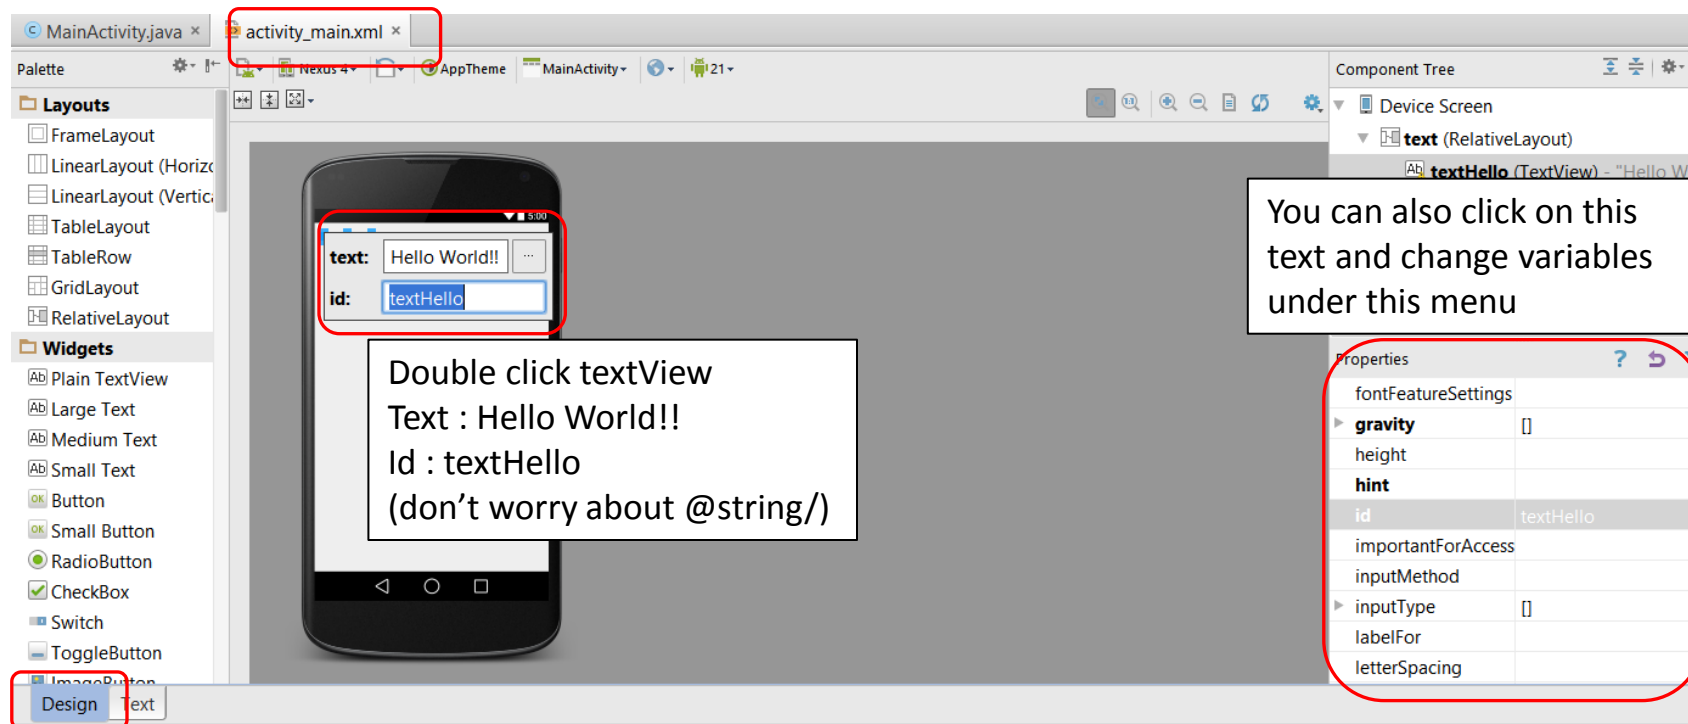 MainActivity.java ×
activity_main.xml ×
Palette
Nexus 4
AppTheme
MainActivity
21
Component Tree
Layouts
FrameLayout
LinearLayout (Horizo
LinearLayout (Vertic
TableLayout
TableRow
GridLayout
RelativeLayout
Widgets
Plain TextView
Large Text
Medium Text
Small Text
Button
Small Button
RadioButton
CheckBox
Switch
ToggleButton
ImageButton
Design
Text
5:00
text: Hello World!! ...
id: textHello
Double click textView
Text : Hello World!!
Id : textHello
(don't worry about @string/)
Device Screen
text (RelativeLayout)
textHello (TextView) - "Hello W
You can also click on this
text and change variables
under this menu
Properties ?
fontFeatureSettings
gravity []
height
hint
id textHello
importantForAccess
inputMethod
inputType []
labelFor
letterSpacing